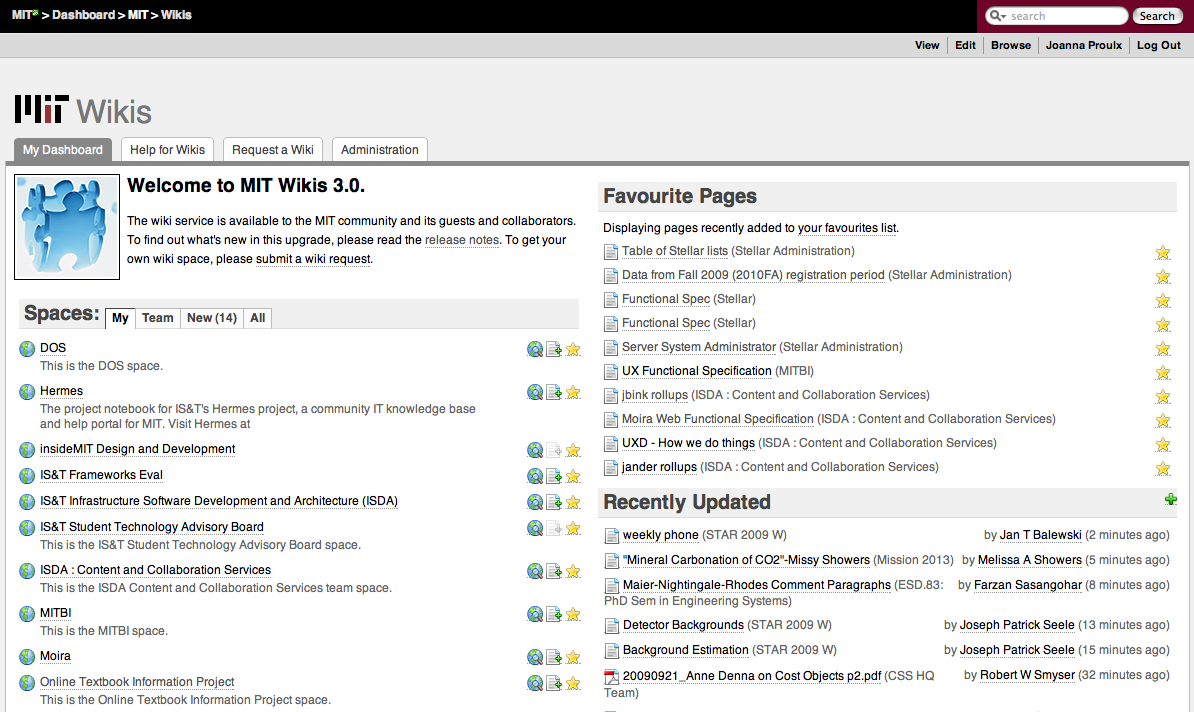 MIT > Dashboard > MIT > Wikis
search
Search
View
Edit
Browse
Joanna Proulx
Log Out
MIT Wikis
My Dashboard
Help for Wikis
Request a Wiki
Administration
Welcome to MIT Wikis 3.0.
The wiki service is available to the MIT community and its guests and collaborators.
To find out what's new in this upgrade, please read the release notes. To get your
own wiki space, please submit a wiki request.
Spaces:
My
Team
New (14)
All
DOS
This is the DOS space.
Hermes
The project notebook for IS&T's Hermes project, a community IT knowledge base
and help portal for MIT. Visit Hermes at
insideMIT Design and Development
IS&T Frameworks Eval
IS&T Infrastructure Software Development and Architecture (ISDA)
IS&T Student Technology Advisory Board
This is the IS&T Student Technology Advisory Board space.
ISDA : Content and Collaboration Services
This is the ISDA Content and Collaboration Services team space.
MITBI
This is the MITBI space.
Moira
Online Textbook Information Project
This is the Online Textbook Information Project space.
Favourite Pages
Displaying pages recently added to your favourites list.
Table of Stellar lists (Stellar Administration)
Data from Fall 2009 (2010FA) registration period (Stellar Administration)
Functional Spec (Stellar)
Functional Spec (Stellar)
Server System Administrator (Stellar Administration)
UX Functional Specification (MITBI)
jbink rollups (ISDA : Content and Collaboration Services)
Moira Web Functional Specification (ISDA : Content and Collaboration Services)
UXD - How we do things (ISDA : Content and Collaboration Services)
jander rollups (ISDA : Content and Collaboration Services)
Recently Updated
weekly phone (STAR 2009 W) by Jan T Balewski (2 minutes ago)
"Mineral Carbonation of CO2"-Missy Showers (Mission 2013) by Melissa A Showers (5 minutes ago)
Maier-Nightingale-Rhodes Comment Paragraphs (ESD.83: by Farzan Sasangohar (8 minutes ago)
PhD Sem in Engineering Systems)
Detector Backgrounds (STAR 2009 W) by Joseph Patrick Seele (13 minutes ago)
Background Estimation (STAR 2009 W) by Joseph Patrick Seele (15 minutes ago)
20090921_Anne Denna on Cost Objects p2.pdf (CSS HQ by Robert W Smyser (32 minutes ago)
Team)